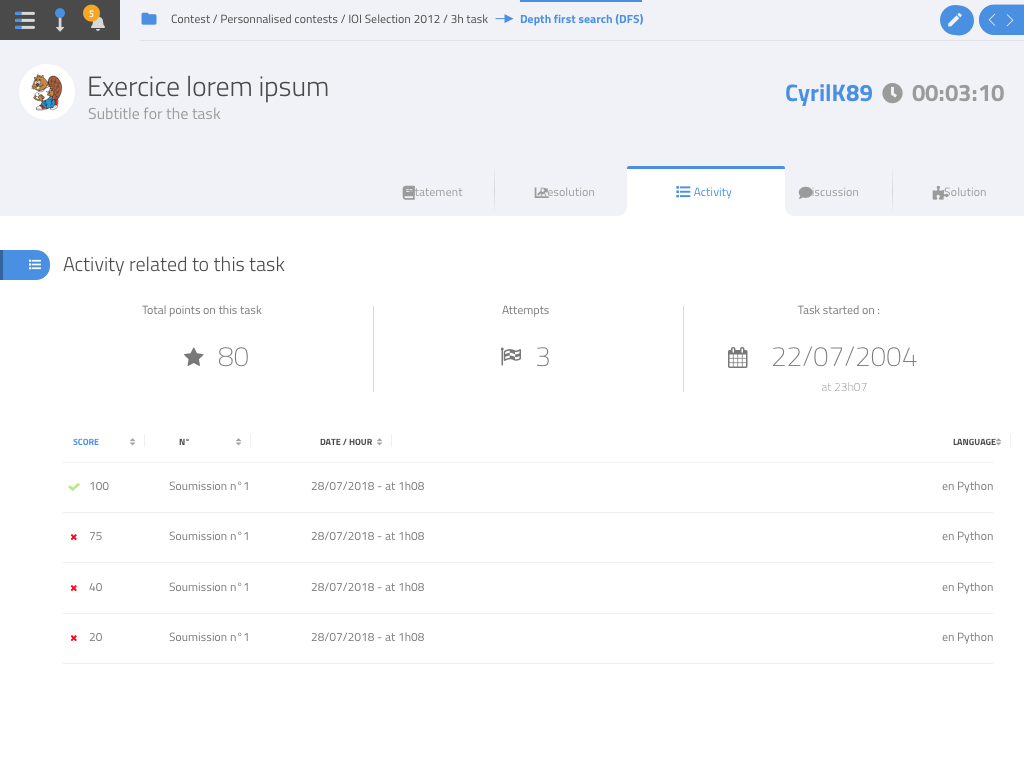 5
Contest / Personnalised contests / IOI Selection 2012 / 3h task Depth first search (DFS)
Exercice lorem ipsum
Subtitle for the task
CyrilK89 00:03:10
tatement esolution Activity iscussion Solution
Activity related to this task
Total points on this task Attempts Task started on :
80 3 22/07/2004
at 23h07
SCORE N° DATE / HOUR LANGUAGE
100 Soumission n°1 28/07/2018 - at 1h08 en Python
75 Soumission n°1 28/07/2018 - at 1h08 en Python
40 Soumission n°1 28/07/2018 - at 1h08 en Python
20 Soumission n°1 28/07/2018 - at 1h08 en Python